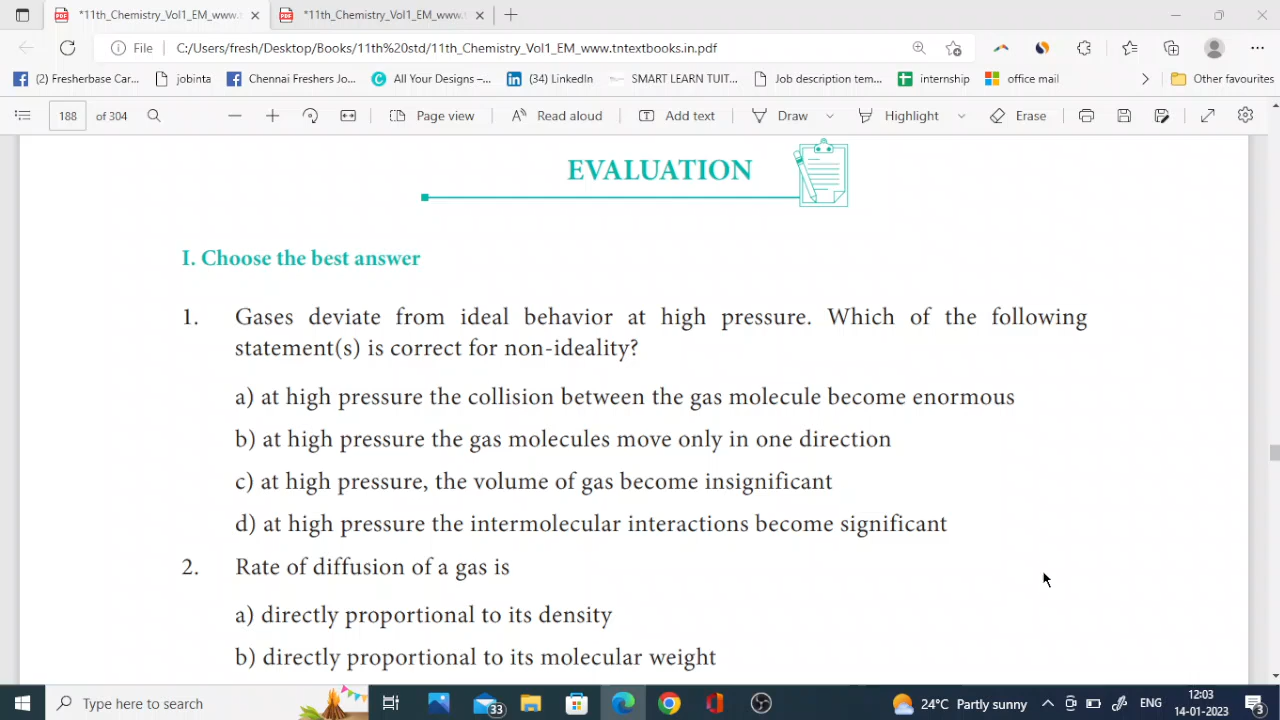 *11th_Chemistry_Vol1_EM_www.tn
*11th_Chemistry_Vol1_EM_www.
File
C:/Users/fresh/Desktop/Books/11th%20std/11th_Chemistry_Vol1_EM_www.tntextbooks.in.pdf
(2) Fresherbase Car...
jobinta
Chennai Freshers Jo...
All Your Designs –...
(34) LinkedIn
SMART LEARN TUIT...
Job description tem...
internship
office mail
Other favourites
188 of 304
Page view
Read aloud
Add text
Draw
Highlight
Erase
EVALUATION
I. Choose the best answer
1. Gases deviate from ideal behavior at high pressure. Which of the following
statement(s) is correct for non-ideality?
a) at high pressure the collision between the gas molecule become enormous
b) at high pressure the gas molecules move only in one direction
c) at high pressure, the volume of gas become insignificant
d) at high pressure the intermolecular interactions become significant
2. Rate of diffusion of a gas is
a) directly proportional to its density
b) directly proportional to its molecular weight
Type here to search
33
24°C Partly sunny
ENG
12:03
14-01-2023
3